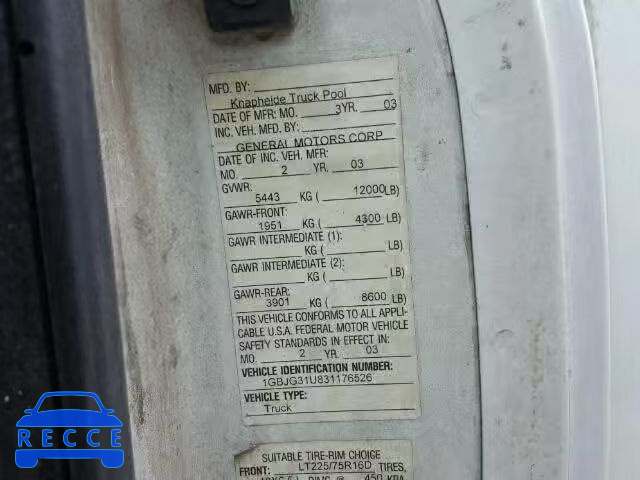 MFD. BY:
Knapheide Truck Pool
DATE OF MFR: MO. 3 YR. 03
INC. VEH. MFD. BY:
GENERAL MOTORS CORP
DATE OF INC. VEH. MFR:
MO. 2 YR. 03
GVWR:
5443 KG ( 12000 LB)
GAWR-FRONT:
1951 KG ( 4300 LB)
GAWR INTERMEDIATE (1):
KG ( LB)
GAWR INTERMEDIATE (2):
KG ( LB)
GAWR-REAR:
3901 KG ( 8600 LB)
THIS VEHICLE CONFORMS TO ALL APPLI-
CABLE U.S.A. FEDERAL MOTOR VEHICLE
SAFETY STANDARDS IN EFFECT IN:
MO. 2 YR. 03
VEHICLE IDENTIFICATION NUMBER:
1GBJG31U831176526
VEHICLE TYPE:
Truck
SUITABLE TIRE-RIM CHOICE
FRONT: LT225/75R16D TIRES,
RIMS @ 450 KPA
RECCE